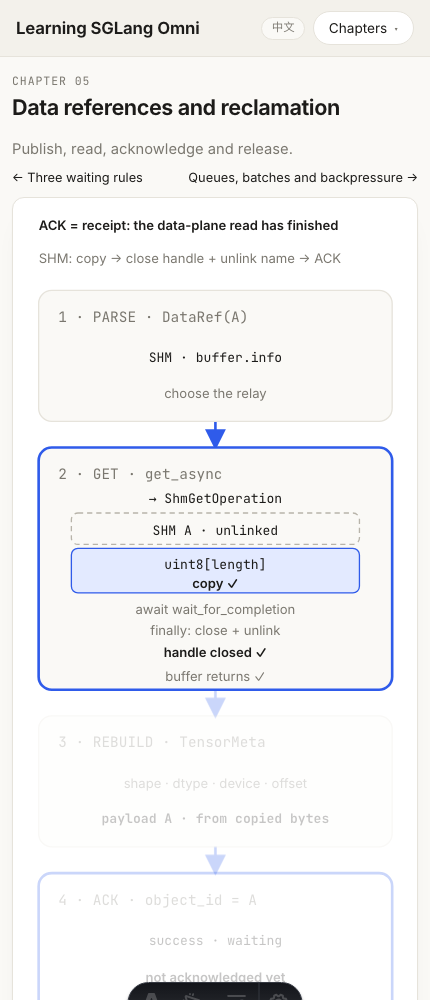 Learning SGLang Omni
中文
Chapters
CHAPTER 05
Data references and reclamation
Publish, read, acknowledge and release.
← Three waiting rules
Queues, batches and backpressure →
ACK = receipt: the data-plane read has finished
SHM: copy → close handle + unlink name → ACK
1 · PARSE · DataRef(A)
SHM · buffer.info
choose the relay
2 · GET · get_async
→ ShmGetOperation
SHM A · unlinked
uint8[length]
copy ✓
await wait_for_completion
finally: close + unlink
handle closed ✓
buffer returns ✓
3 · REBUILD · TensorMeta
shape · dtype · device · offset
payload A · from copied bytes
4 · ACK · object_id = A
success · waiting
not acknowledged yet